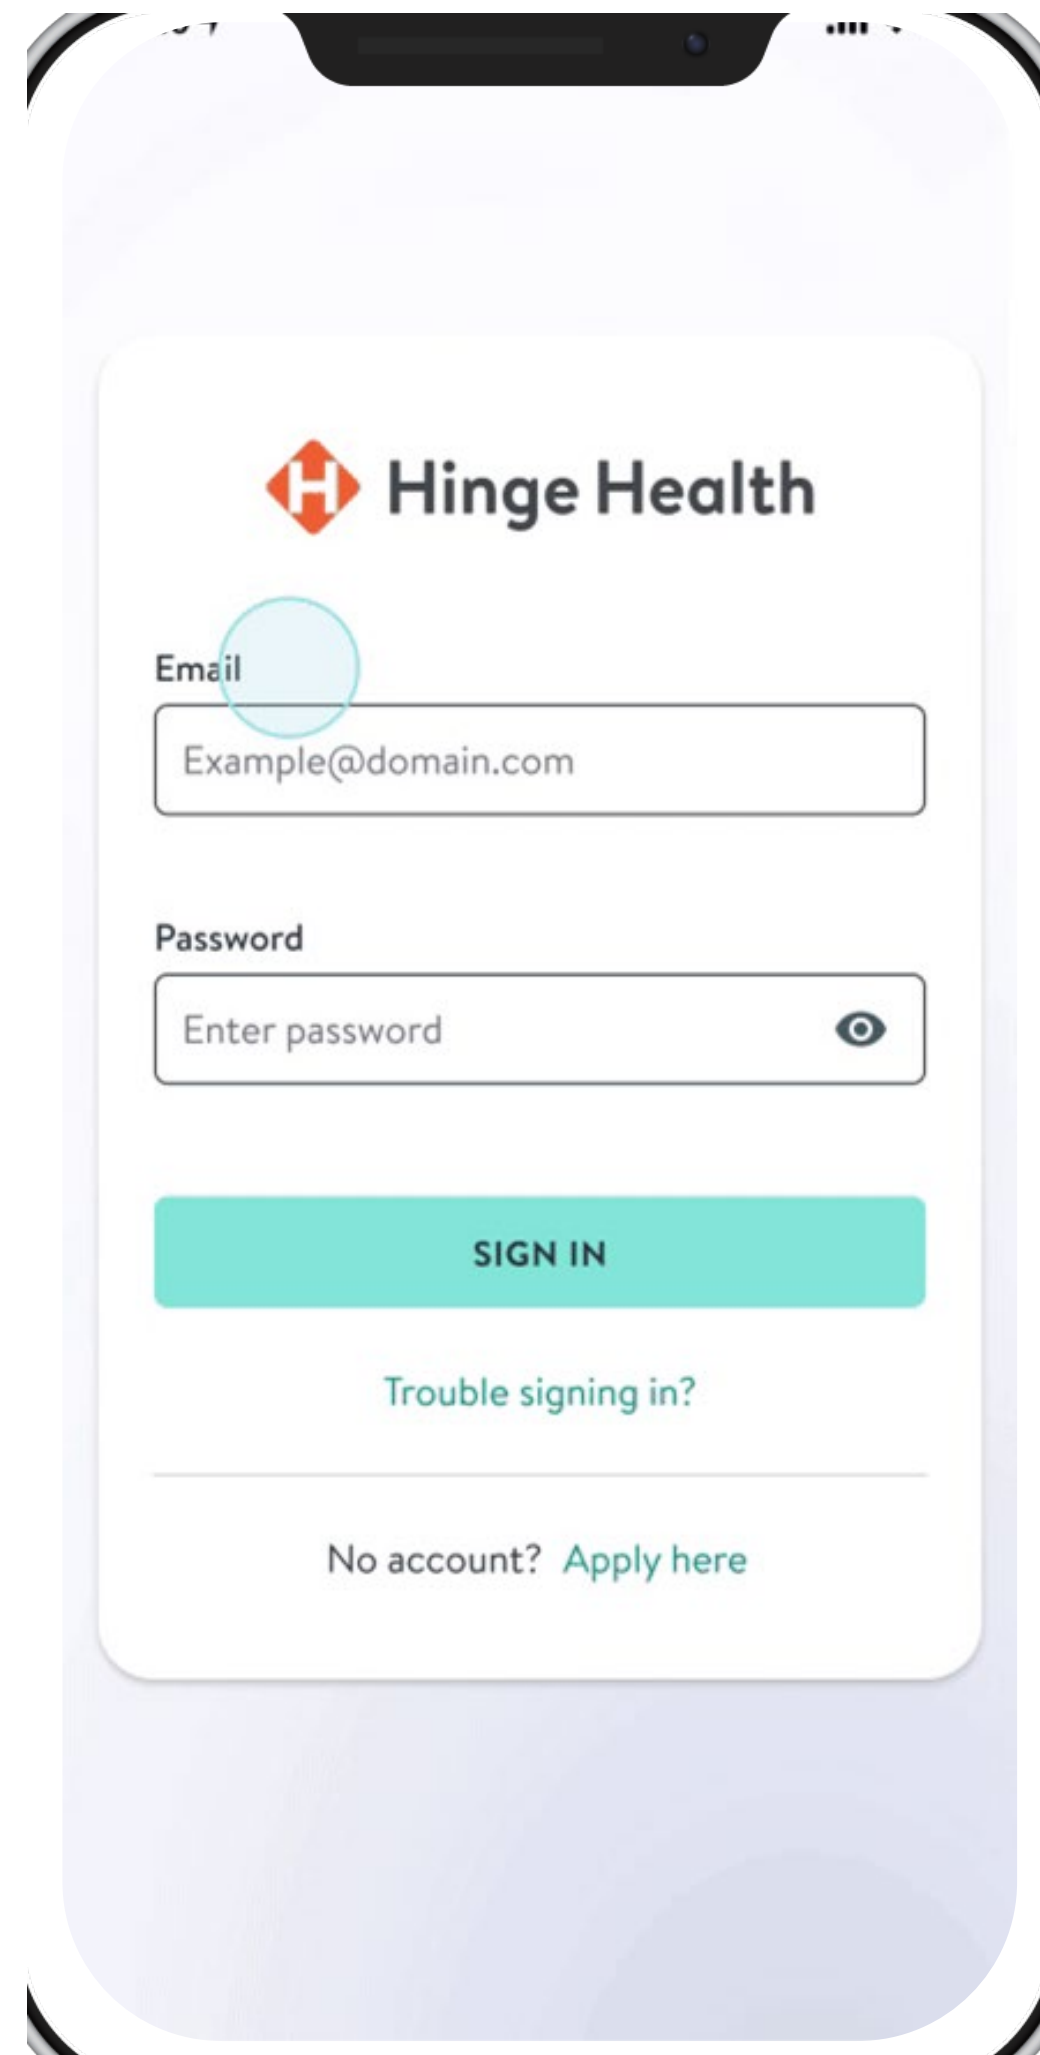 Hinge Health
Email
Example@domain.com
Password
Enter password
SIGN IN
Trouble signing in?
No account? Apply here